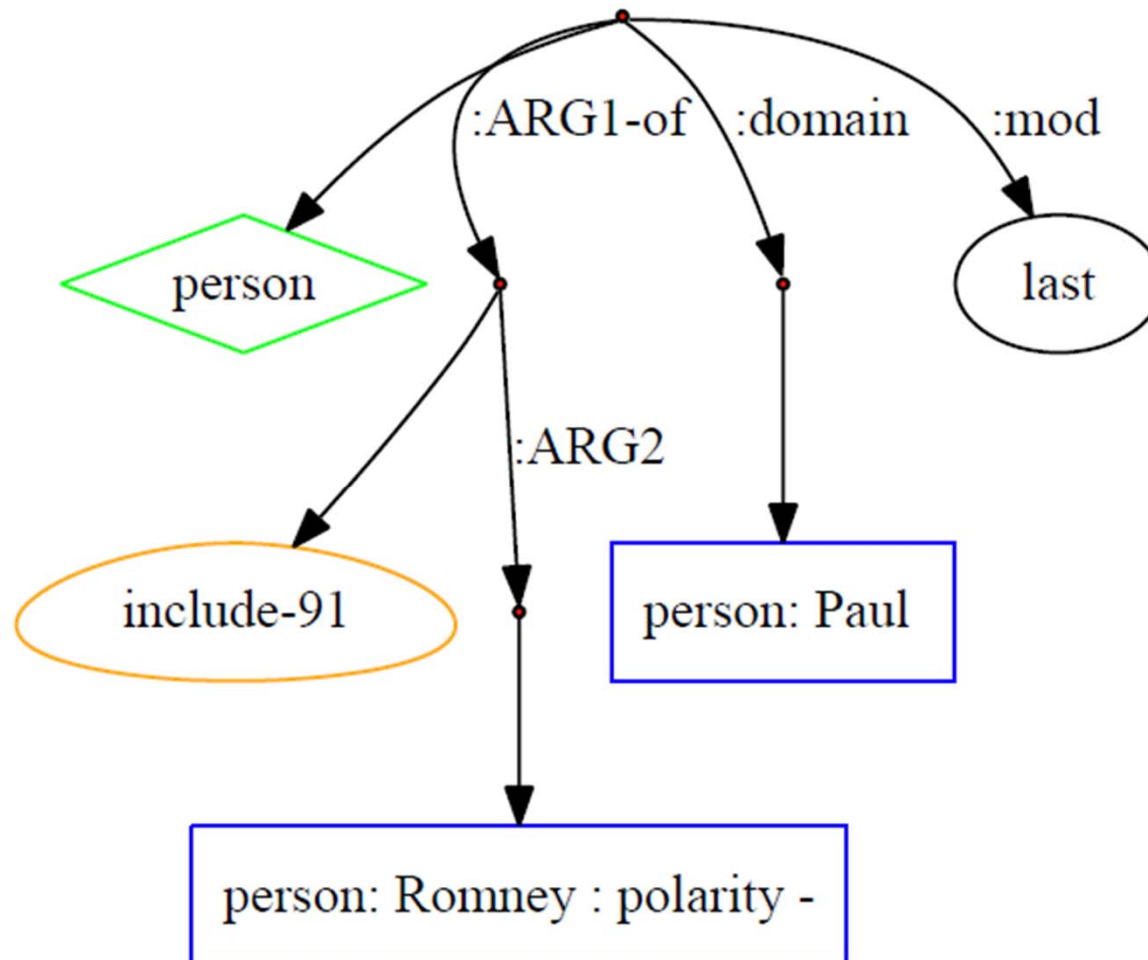 :ARG1-of :domain :mod
person last
:ARG2
include-91 person: Paul
person: Romney : polarity -